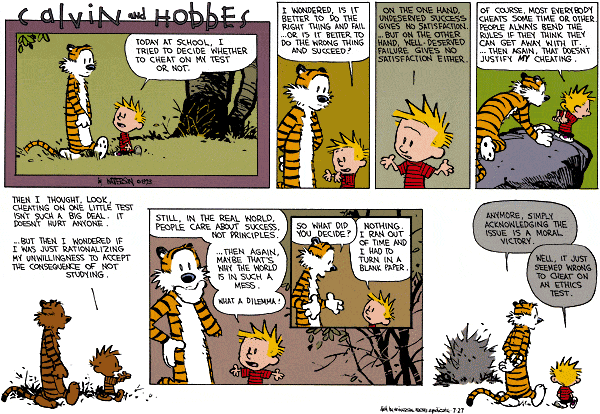 calvin and HOBBES
TODAY AT SCHOOL, I
TRIED TO DECIDE WHETHER
TO CHEAT ON MY TEST
OR NOT.
I WONDERED, IS IT
BETTER TO DO THE
RIGHT THING AND FAIL
...OR IS IT BETTER TO
DO THE WRONG THING
AND SUCCEED?
ON THE ONE HAND,
UNDESERVED SUCCESS
GIVES NO SATISFACTION.
...BUT ON THE OTHER
HAND, WELL-DESERVED
FAILURE GIVES NO
SATISFACTION EITHER.
OF COURSE, MOST EVERYBODY
CHEATS SOME TIME OR OTHER.
PEOPLE ALWAYS BEND THE
RULES IF THEY THINK THEY
CAN GET AWAY WITH IT.
...THEN AGAIN, THAT DOESNT
JUSTIFY MY CHEATING.
THEN I THOUGHT, LOOK,
CHEATING ON ONE LITTLE TEST
ISN'T SUCH A BIG DEAL. IT
DOESN'T HURT ANYONE.
...BUT THEN I WONDERED IF
I WAS JUST RATIONALIZING
MY UNWILLINGNESS TO ACCEPT
THE CONSEQUENCE OF NOT
STUDYING.
STILL, IN THE REAL WORLD,
PEOPLE CARE ABOUT SUCCESS,
NOT PRINCIPLES.
...THEN AGAIN,
MAYBE THAT'S
WHY THE WORLD
IS IN SUCH A
MESS.
WHAT A DILEMMA!
SO WHAT DID
YOU DECIDE?
NOTHING.
I RAN OUT
OF TIME AND
I HAD TO
TURN IN A
BLANK PAPER.
ANYMORE, SIMPLY
ACKNOWLEDGING THE
ISSUE IS A MORAL
VICTORY.
WELL, IT JUST
SEEMED WRONG
TO CHEAT ON
AN ETHICS
TEST.
7-27